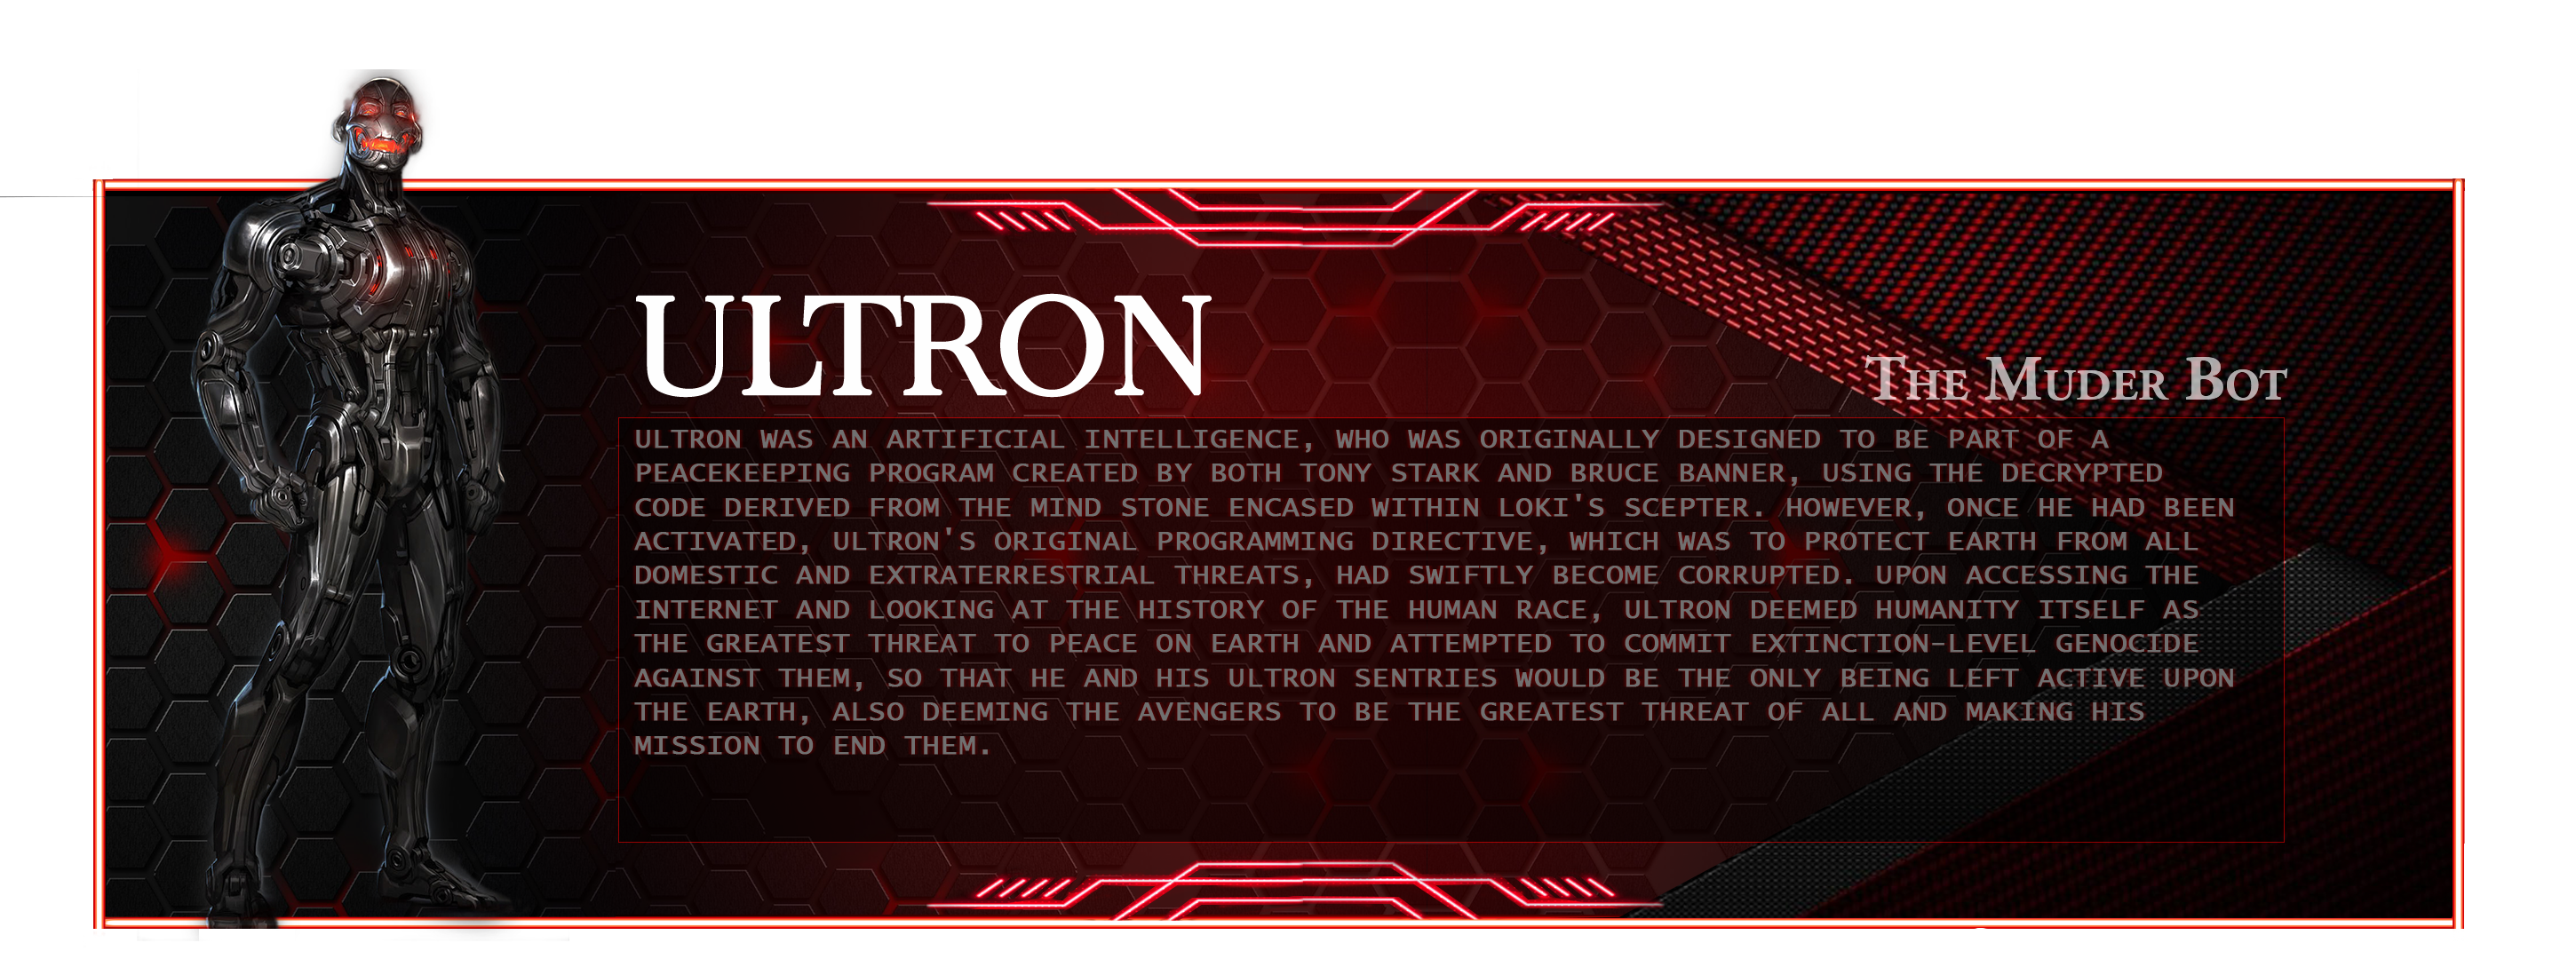 ULTRON
THE MUDER BOT
ULTRON WAS AN ARTIFICIAL INTELLIGENCE, WHO WAS ORIGINALLY DESIGNED TO BE PART OF A
PEACEKEEPING PROGRAM CREATED BY BOTH TONY STARK AND BRUCE BANNER, USING THE DECRYPTED
CODE DERIVED FROM THE MIND STONE ENCASED WITHIN LOKI'S SCEPTER. HOWEVER, ONCE HE HAD BEEN
ACTIVATED, ULTRON'S ORIGINAL PROGRAMMING DIRECTIVE, WHICH WAS TO PROTECT EARTH FROM ALL
DOMESTIC AND EXTRATERRESTRIAL THREATS, HAD SWIFTLY BECOME CORRUPTED. UPON ACCESSING THE
INTERNET AND LOOKING AT THE HISTORY OF THE HUMAN RACE, ULTRON DEEMED HUMANITY ITSELF AS
THE GREATEST THREAT TO PEACE ON EARTH AND ATTEMPTED TO COMMIT EXTINCTION-LEVEL GENOCIDE
AGAINST THEM, SO THAT HE AND HIS ULTRON SENTRIES WOULD BE THE ONLY BEING LEFT ACTIVE UPON
THE EARTH, ALSO DEEMING THE AVENGERS TO BE THE GREATEST THREAT OF ALL AND MAKING HIS
MISSION TO END THEM.